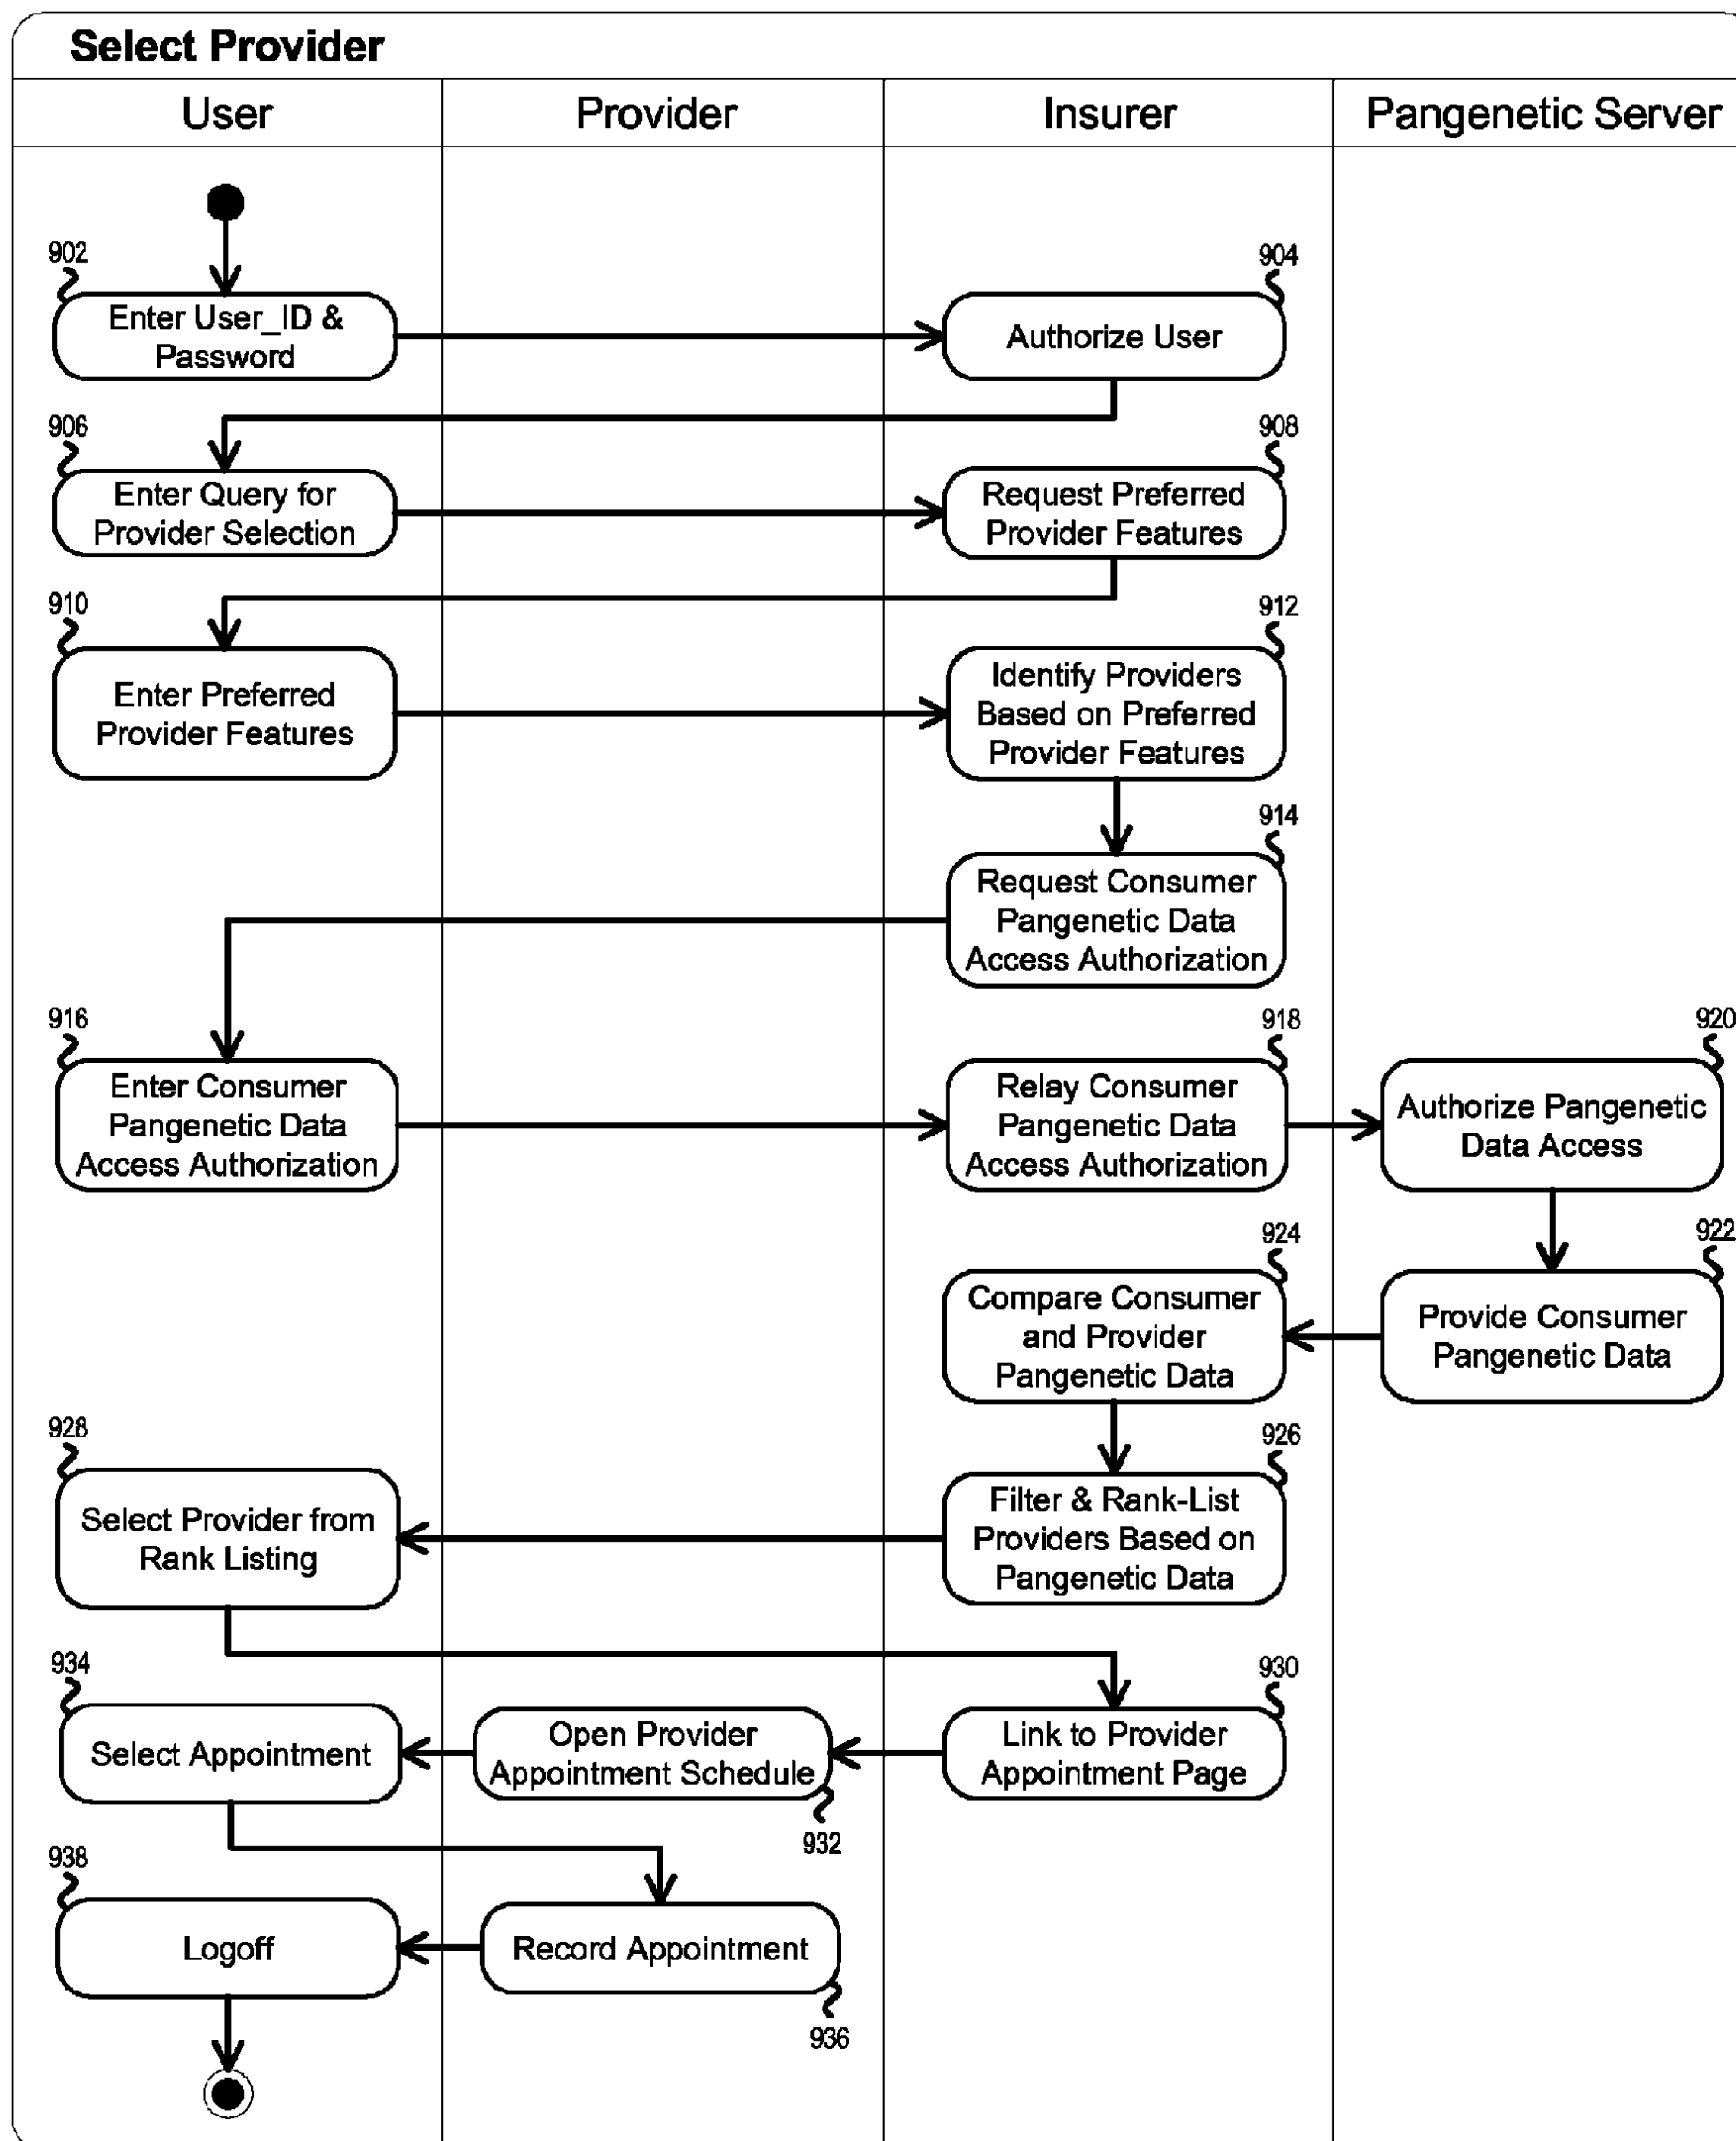 Select Provider
User
Provider
Insurer
Pangenetic Server
902
Enter User_ID &
Password
904
Authorize User
906
Enter Query for
Provider Selection
908
Request Preferred
Provider Features
910
Enter Preferred
Provider Features
912
Identify Providers
Based on Preferred
Provider Features
914
Request Consumer
Pangenetic Data
Access Authorization
916
Enter Consumer
Pangenetic Data
Access Authorization
918
Relay Consumer
Pangenetic Data
Access Authorization
920
Authorize Pangenetic
Data Access
922
Provide Consumer
Pangenetic Data
924
Compare Consumer
and Provider
Pangenetic Data
926
Filter & Rank-List
Providers Based on
Pangenetic Data
928
Select Provider from
Rank Listing
930
Link to Provider
Appointment Page
Open Provider
Appointment Schedule
932
934
Select Appointment
Record Appointment
936
938
Logoff